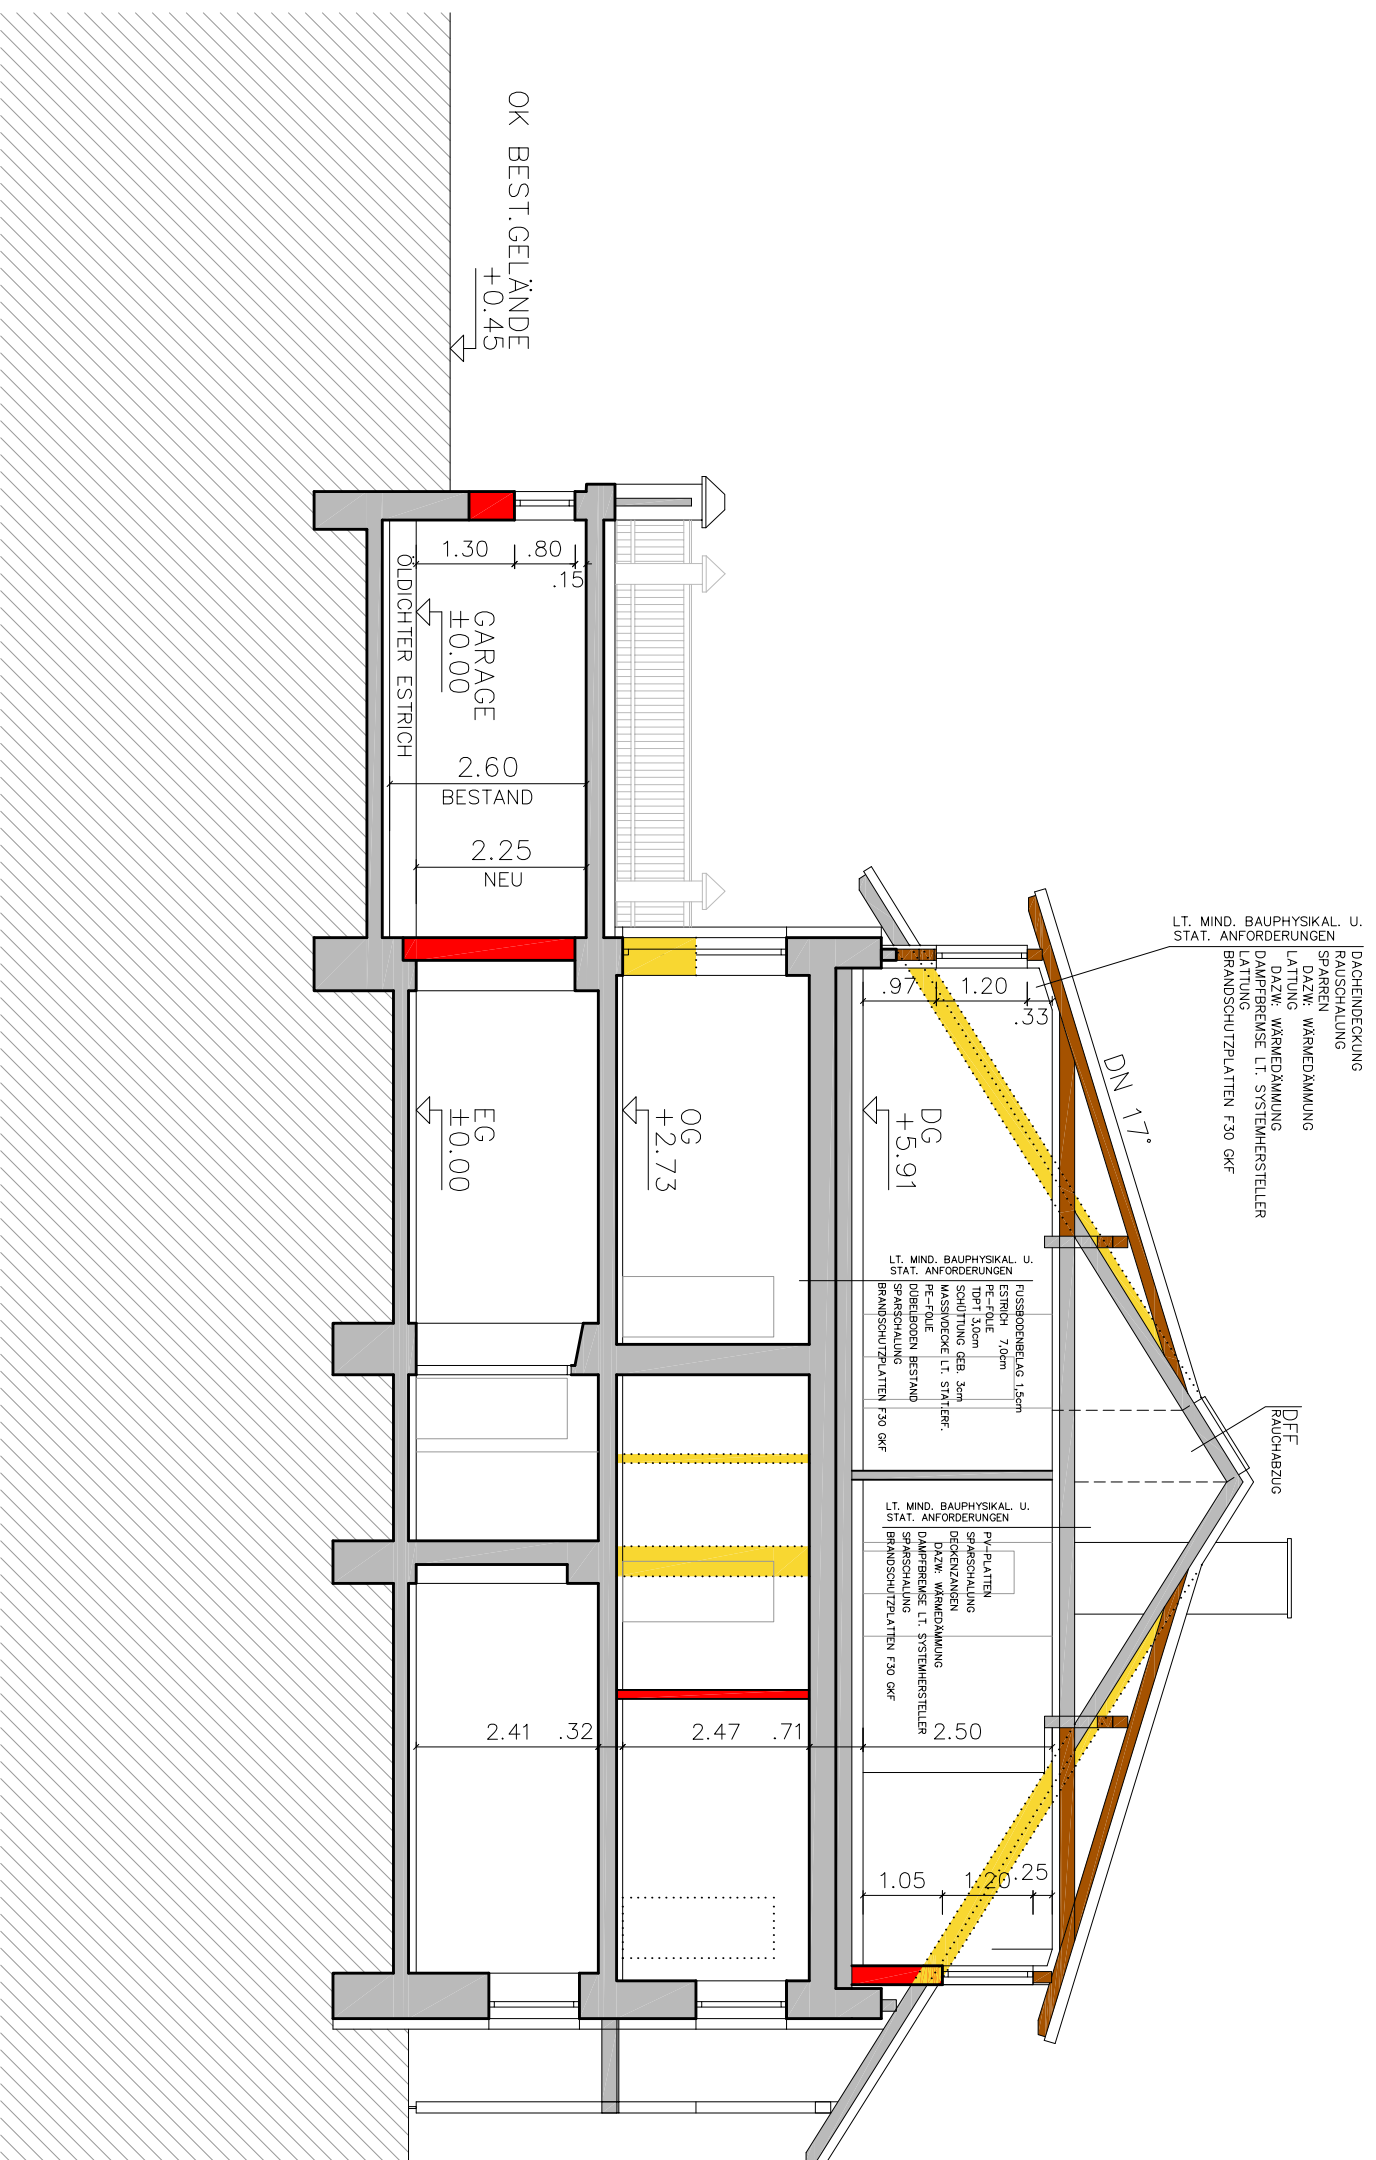 OK BEST.GELÄNDE
+0.45
1.30
.80
.15
GARAGE
±0.00
ÖLDICHTER ESTRICH
2.60
BESTAND
2.25
NEU
LT. MIND. BAUPHYSIKAL. U.
STAT. ANFORDERUNGEN
DACHEINDECKUNG
RAUSCHALUNG
SPARREN
DAZW: WÄRMEDÄMMUNG
LATTUNG
DAZW: WÄRMEDÄMMUNG
DAMPFBREMSE LT. SYSTEMHERSTELLER
LATTUNG
BRANDSCHUTZPLATTEN F30 GKF
.97
1.20
.33
DN 17°
EG
±0.00
OG
+2.73
DG
+5.91
LT. MIND. BAUPHYSIKAL. U.
STAT. ANFORDERUNGEN
FUSSBODENBELAG 1,5cm
ESTRICH 7,0cm
PE-FOLIE
TDPT 3,0cm
SCHÜTTUNG GEB. 3cm
MASSIVDECKE LT. STAT.ERF.
PE-FOLIE
DÜBELBODEN BESTAND
SPARSCHALUNG
BRANDSCHUTZPLATTEN F30 GKF
DFF
RAUCHABZUG
LT. MIND. BAUPHYSIKAL. U.
STAT. ANFORDERUNGEN
PV-PLATTEN
SPARSCHALUNG
DECKENZANGEN
DAZW: WÄRMEDÄMMUNG
DAMPFBREMSE LT. SYSTEMHERSTELLER
SPARSCHALUNG
BRANDSCHUTZPLATTEN F30 GKF
2.41
.32
2.47
.71
2.50
1.05
1.20
.25